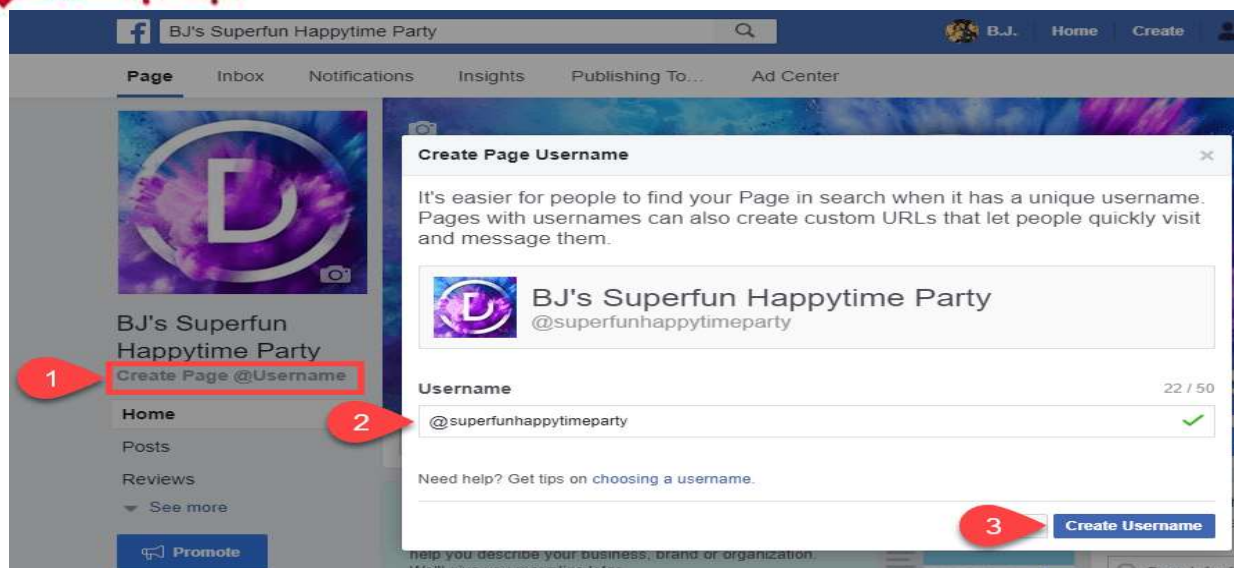 f BJ's Superfun Happytime Party B.J. Home Create
Page Inbox Notifications Insights Publishing To... Ad Center
D
Create Page Username
It's easier for people to find your Page in search when it has a unique username.
Pages with usernames can also create custom URLs that let people quickly visit
and message them.
D
BJ's Superfun Happytime Party
@superfunhappytimeparty
BJ's Superfun
Happytime Party
1 Create Page @Username
Username 22 / 50
2 @superfunhappytimeparty
Home
Posts
Reviews
See more
Promote
Need help? Get tips on choosing a username.
3 Create Username
help you describe your business, brand or organization.